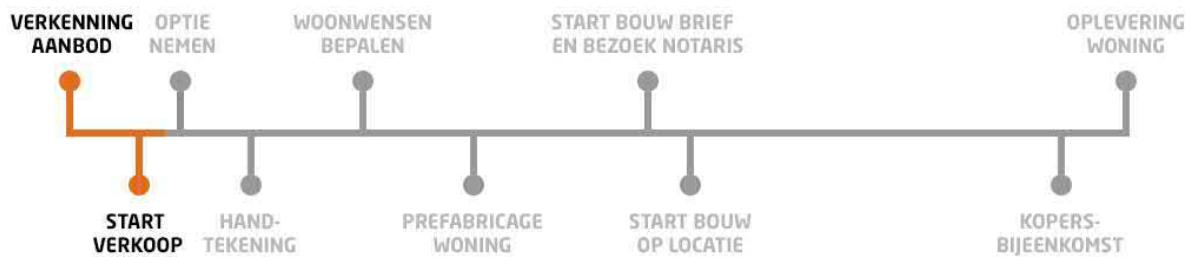 VERKENNING
AANBOD
OPTIE
NEMEN
WOONWENSEN
BEPALEN
START BOUW BRIEF
EN BEZOEK NOTARIS
OPLEVERING
WONING
START
VERKOOP
HAND-
TEKENING
PREFABRICAGE
WONING
START BOUW
OP LOCATIE
KOPERS-
BIJEENKOMST